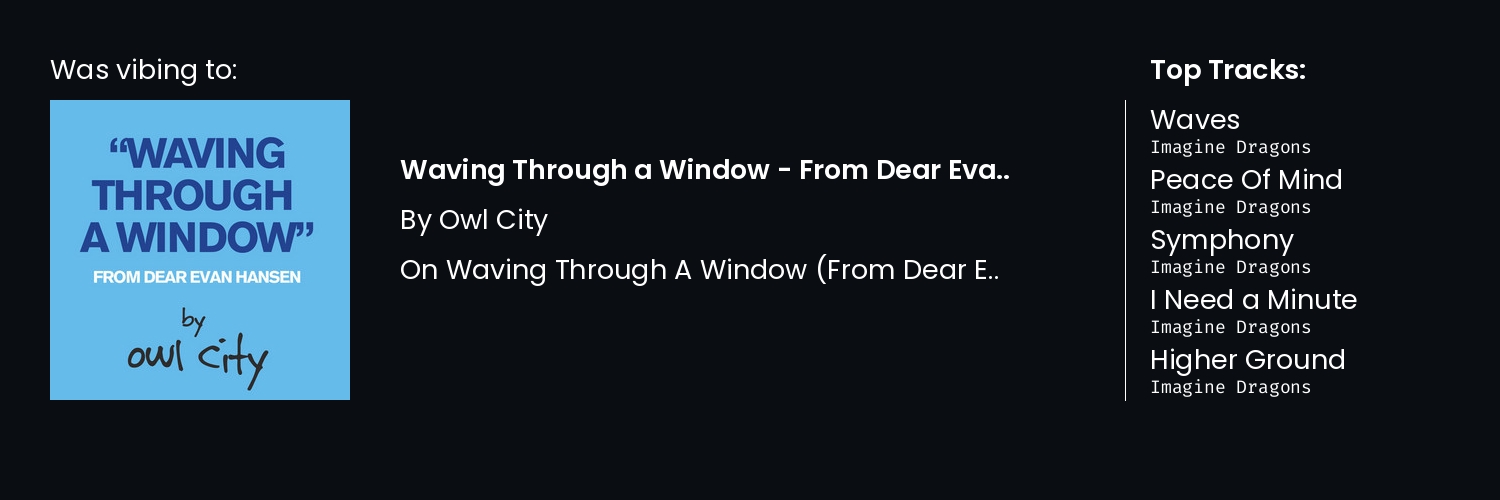 Was vibing to:
“WAVING
THROUGH
A WINDOW”
FROM DEAR EVAN HANSEN
by
owl city
Waving Through a Window - From Dear Eva..
By Owl City
On Waving Through A Window (From Dear E..
Top Tracks:
Waves
Imagine Dragons
Peace Of Mind
Imagine Dragons
Symphony
Imagine Dragons
I Need a Minute
Imagine Dragons
Higher Ground
Imagine Dragons